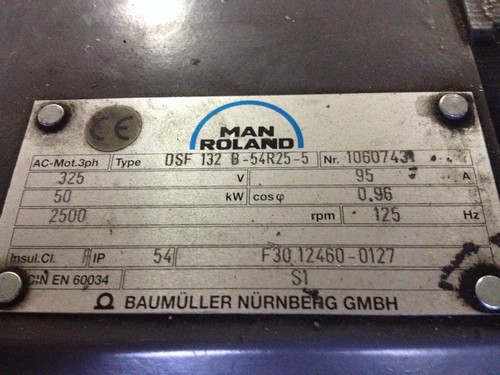 CE
MAN
ROLAND
AC-Mot.3ph Type DSF 132 B-54R25-5 Nr. 1060743
325 V 95 A
50 kW cosφ 0.96
2500 rpm 125 Hz
Insul.Cl. IP 54 F30.12460-0127
EN 60034 S1
BAUMÜLLER NÜRNBERG GMBH